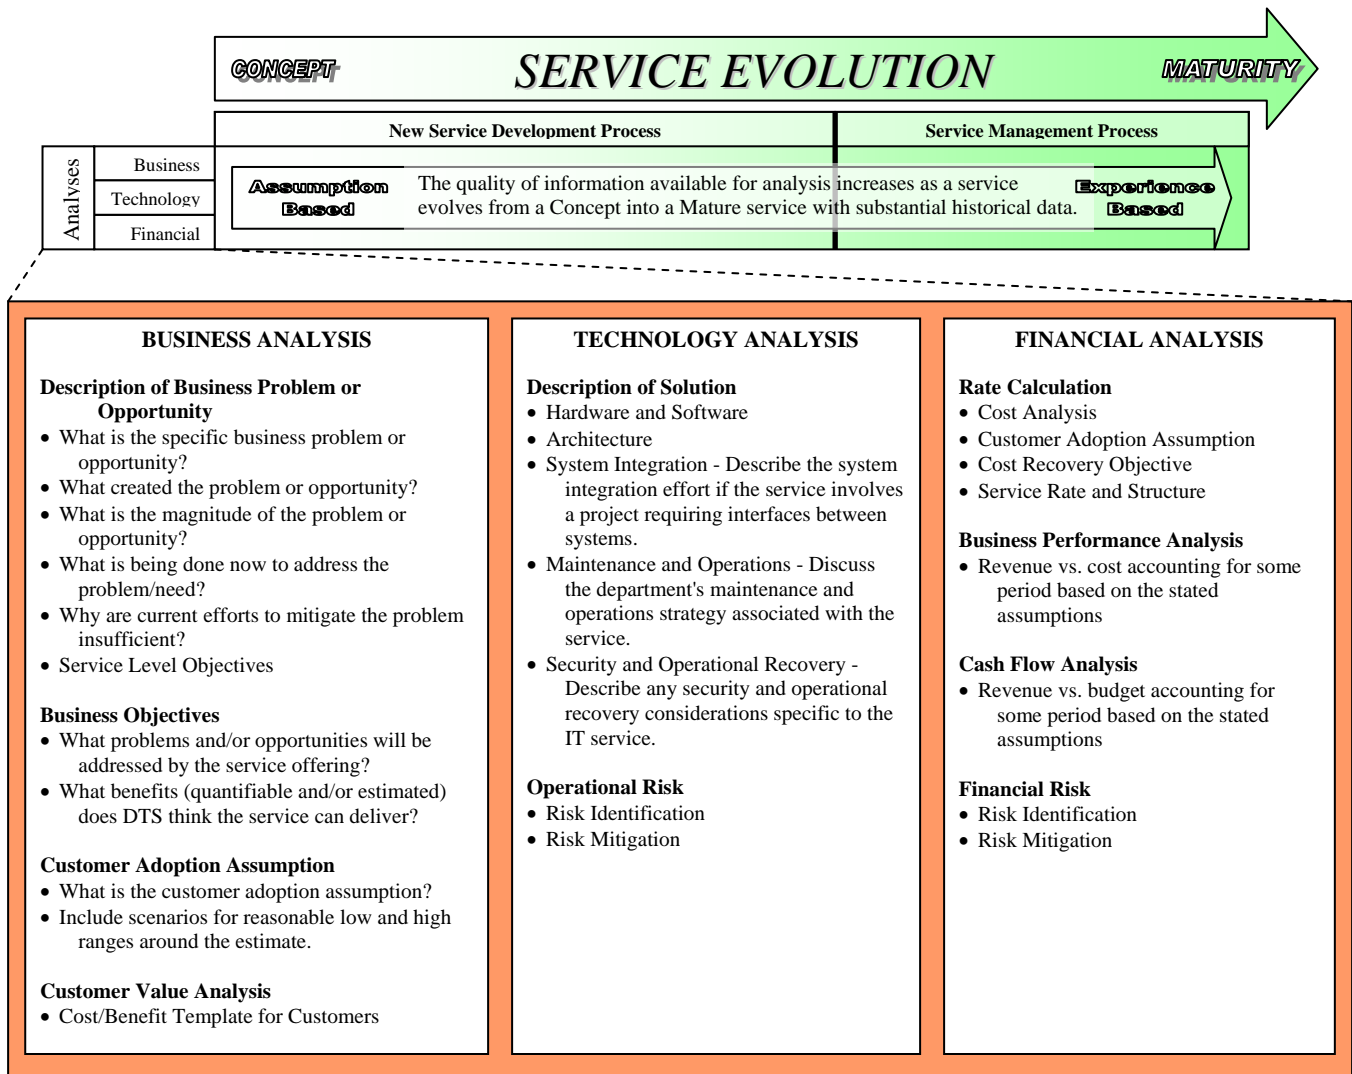 CONCEPT SERVICE EVOLUTION MATURITY
New Service Development Process Service Management Process
Analyses
Business
Technology
Financial
Assumption
Based
The quality of information available for analysis increases as a service
evolves from a Concept into a Mature service with substantial historical data.
Experience
Based
BUSINESS ANALYSIS
Description of Business Problem or
Opportunity
• What is the specific business problem or
opportunity?
• What created the problem or opportunity?
• What is the magnitude of the problem or
opportunity?
• What is being done now to address the
problem/need?
• Why are current efforts to mitigate the problem
insufficient?
• Service Level Objectives
Business Objectives
• What problems and/or opportunities will be
addressed by the service offering?
• What benefits (quantifiable and/or estimated)
does DTS think the service can deliver?
Customer Adoption Assumption
• What is the customer adoption assumption?
• Include scenarios for reasonable low and high
ranges around the estimate.
Customer Value Analysis
• Cost/Benefit Template for Customers
TECHNOLOGY ANALYSIS
Description of Solution
• Hardware and Software
• Architecture
• System Integration - Describe the system
integration effort if the service involves
a project requiring interfaces between
systems.
• Maintenance and Operations - Discuss
the department's maintenance and
operations strategy associated with the
service.
• Security and Operational Recovery -
Describe any security and operational
recovery considerations specific to the
IT service.
Operational Risk
• Risk Identification
• Risk Mitigation
FINANCIAL ANALYSIS
Rate Calculation
• Cost Analysis
• Customer Adoption Assumption
• Cost Recovery Objective
• Service Rate and Structure
Business Performance Analysis
• Revenue vs. cost accounting for some
period based on the stated
assumptions
Cash Flow Analysis
• Revenue vs. budget accounting for
some period based on the stated
assumptions
Financial Risk
• Risk Identification
• Risk Mitigation